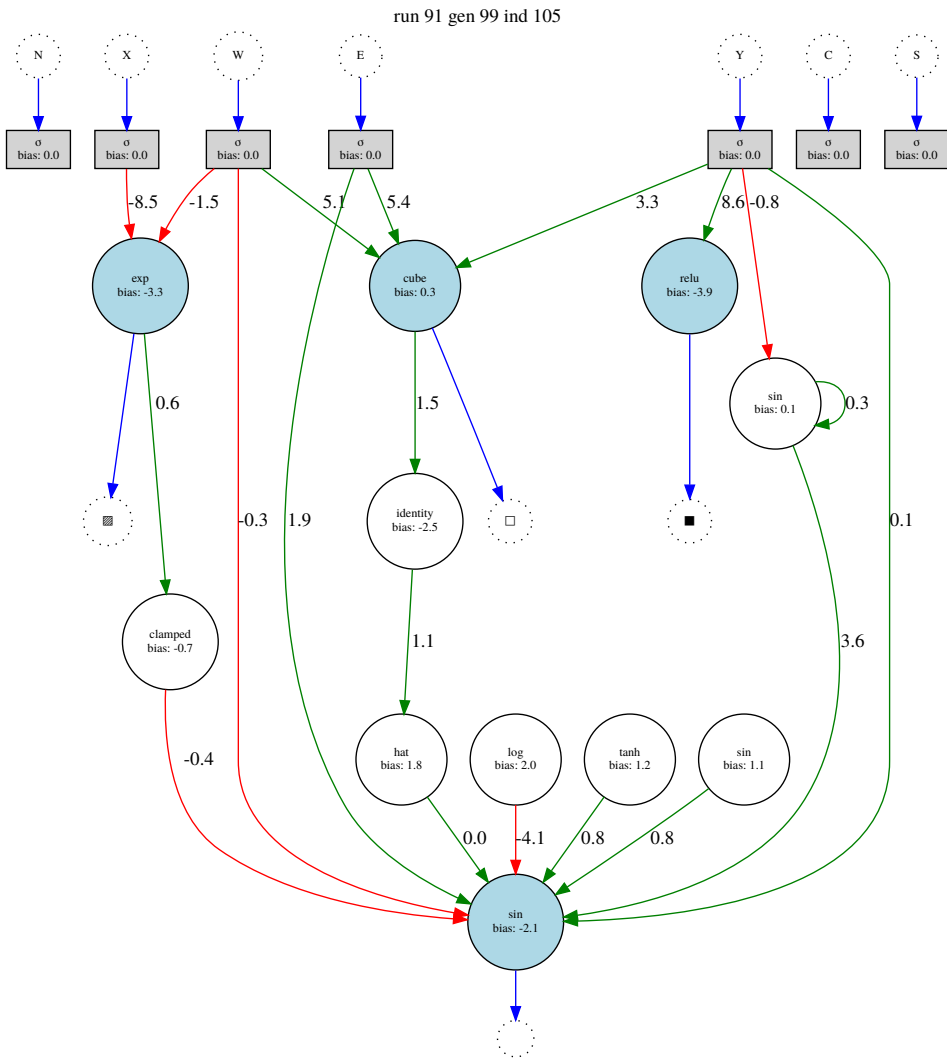 run 91 gen 99 ind 105
N
X
W
E
Y
C
S
σ
bias: 0.0
σ
bias: 0.0
σ
bias: 0.0
σ
bias: 0.0
σ
bias: 0.0
σ
bias: 0.0
σ
bias: 0.0
-8.5
-1.5
5.1
5.4
3.3
8.6
-0.8
exp
bias: -3.3
cube
bias: 0.3
relu
bias: -3.9
sin
bias: 0.1
0.3
0.6
1.5
▨
identity
bias: -2.5
□
■
-0.3
1.9
0.1
clamped
bias: -0.7
1.1
3.6
hat
bias: 1.8
log
bias: 2.0
tanh
bias: 1.2
sin
bias: 1.1
-0.4
0.0
-4.1
0.8
0.8
sin
bias: -2.1